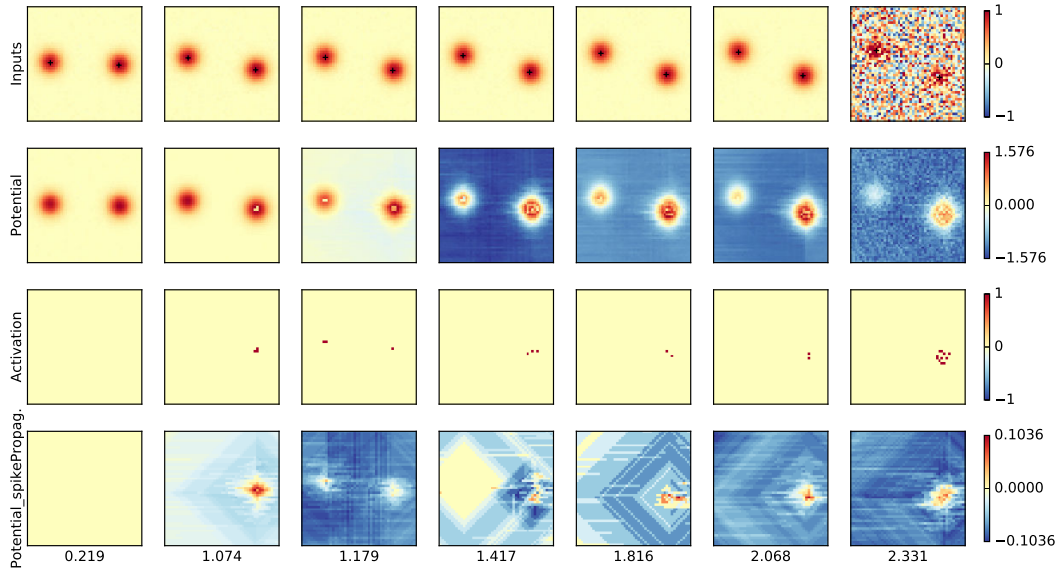 Inputs
1
0
−1
Potential
1.576
0.000
−1.576
Activation
1
0
−1
Potential_spikePropag.
0.1036
0.0000
−0.1036
0.219 1.074 1.179 1.417 1.816 2.068 2.331